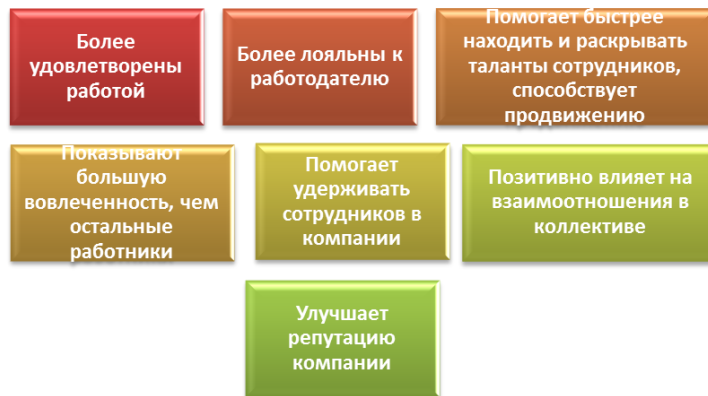 Более
удовлетворены
работой
Более лояльны к
работодателю
Помогает быстрее
находить и раскрывать
таланты сотрудников,
способствует
продвижению
Показывают
большую
вовлеченность, чем
остальные
работники
Помогает
удерживать
сотрудников в
компании
Позитивно влияет на
взаимоотношения в
коллективе
Улучшает
репутацию
компании